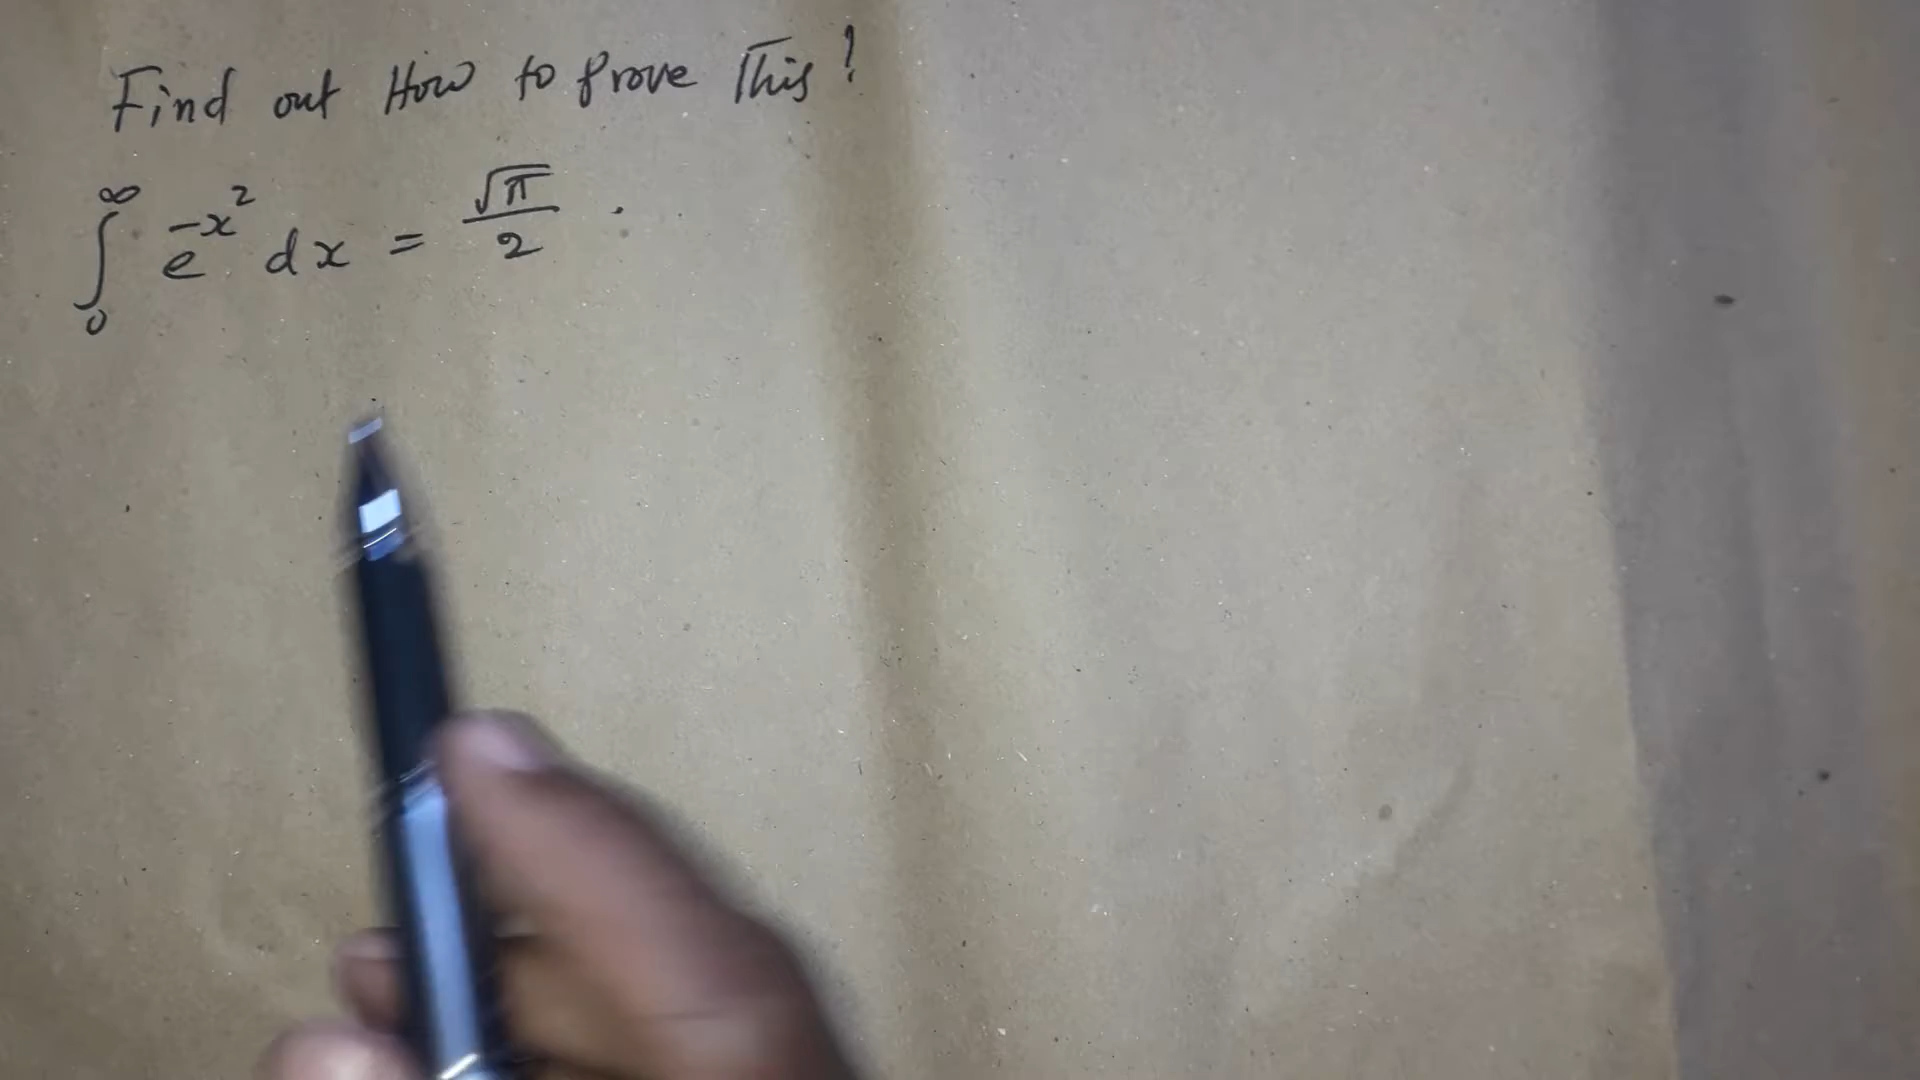 Find out How to prove This!
∫₀^∞ e^{-x²} dx = √π/2 .